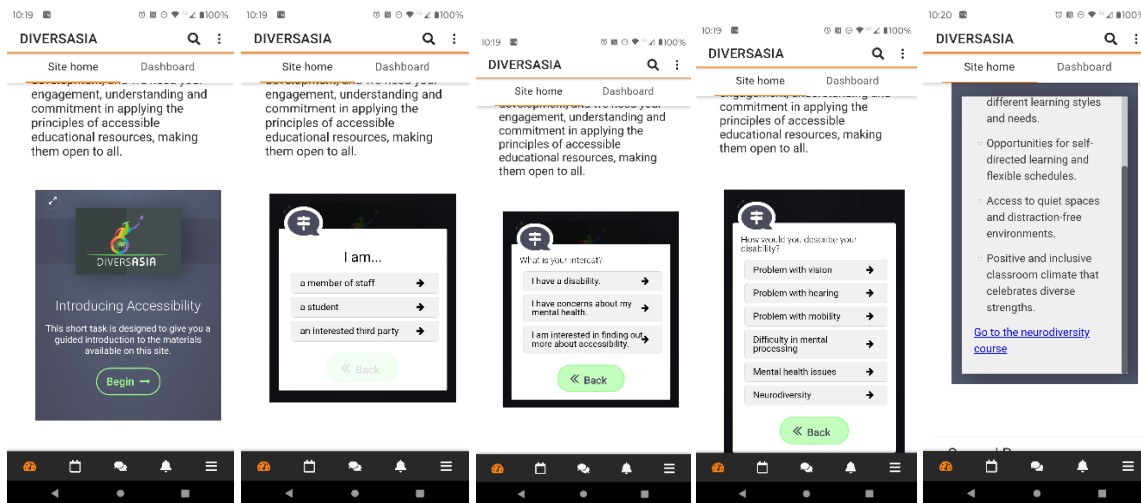 10:19
100%
DIVERSASIA
Site home
Dashboard
engagement, understanding and
commitment in applying the
principles of accessible
educational resources, making
them open to all.
DIVERSASIA
Introducing Accessibility
This short task is designed to give you a
guided introduction to the materials
available on this site.
Begin
10:19
100%
DIVERSASIA
Site home
Dashboard
engagement, understanding and
commitment in applying the
principles of accessible
educational resources, making
them open to all.
I am...
a member of staff
a student
an interested third party
Back
10:19
100%
DIVERSASIA
Site home
Dashboard
engagement, understanding and
commitment in applying the
principles of accessible
educational resources, making
them open to all.
What is your interest?
I have a disability.
I have concerns about my
mental health.
I am interested in finding out
more about accessibility.
Back
10:19
100%
DIVERSASIA
Site home
Dashboard
commitment in applying the
principles of accessible
educational resources, making
them open to all.
How would you describe your
disability?
Problem with vision
Problem with hearing
Problem with mobility
Difficulty in mental
processing
Mental health issues
Neurodiversity
Back
10:20
100%
DIVERSASIA
Site home
Dashboard
different learning styles
and needs.
Opportunities for self-
directed learning and
flexible schedules.
Access to quiet spaces
and distraction-free
environments.
Positive and inclusive
classroom climate that
celebrates diverse
strengths.
Go to the neurodiversity
course